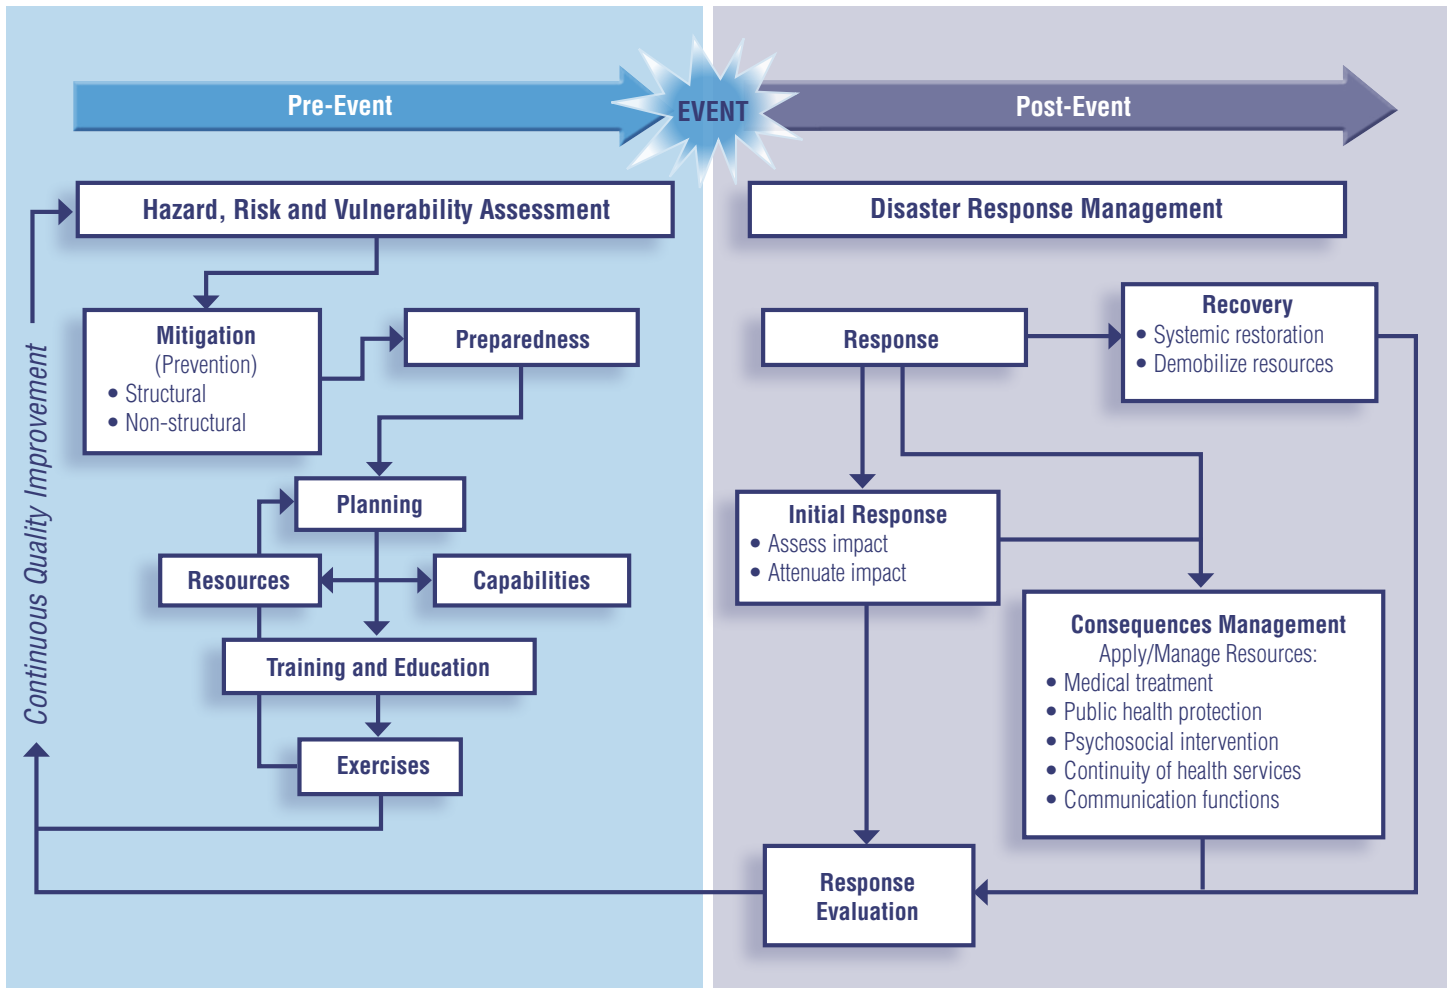 Pre-Event
EVENT
Post-Event
Hazard, Risk and Vulnerability Assessment
Mitigation
(Prevention)
• Structural
• Non-structural
Preparedness
Planning
Resources
Capabilities
Training and Education
Exercises
Continuous Quality Improvement
Disaster Response Management
Response
Recovery
• Systemic restoration
• Demobilize resources
Initial Response
• Assess impact
• Attenuate impact
Consequences Management
Apply/Manage Resources:
• Medical treatment
• Public health protection
• Psychosocial intervention
• Continuity of health services
• Communication functions
Response
Evaluation